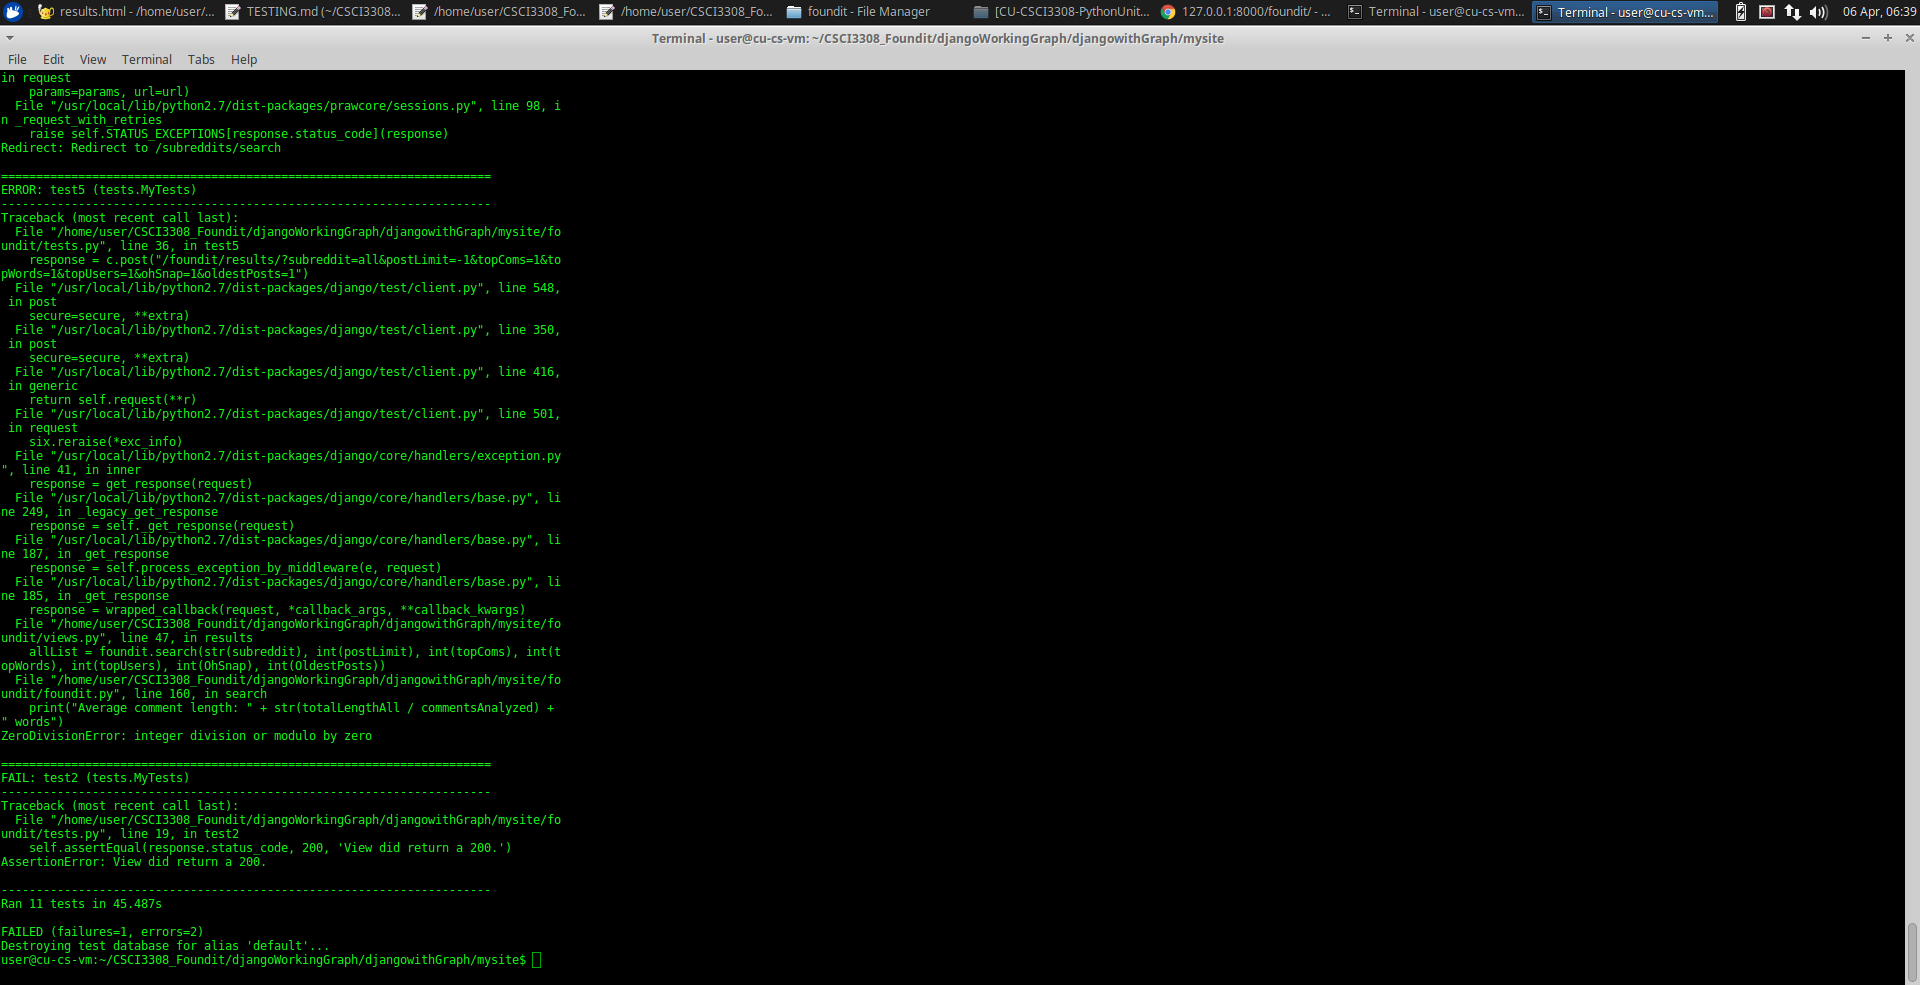 results.html - /home/user/...
TESTING.md (~/CSCI3308...
/home/user/CSCI3308_Fo...
/home/user/CSCI3308_Fo...
foundit - File Manager
[CU-CSCI3308-PythonUnit...
127.0.0.1:8000/foundit/ - ...
Terminal - user@cu-cs-vm...
Terminal - user@cu-cs-vm...
06 Apr, 06:39
Terminal - user@cu-cs-vm: ~/CSCI3308_Foundit/djangoWorkingGraph/djangowithGraph/mysite
File Edit View Terminal Tabs Help
in request
    params=params, url=url)
  File "/usr/local/lib/python2.7/dist-packages/prawcore/sessions.py", line 98, i
n _request_with_retries
    raise self.STATUS_EXCEPTIONS[response.status_code](response)
Redirect: Redirect to /subreddits/search
======================================================================
ERROR: test5 (tests.MyTests)
----------------------------------------------------------------------
Traceback (most recent call last):
  File "/home/user/CSCI3308_Foundit/djangoWorkingGraph/djangowithGraph/mysite/fo
undit/tests.py", line 36, in test5
    response = c.post("/foundit/results/?subreddit=all&postLimit=-1&topComs=1&to
pWords=1&topUsers=1&ohSnap=1&oldestPosts=1")
  File "/usr/local/lib/python2.7/dist-packages/django/test/client.py", line 548,
 in post
    secure=secure, **extra)
  File "/usr/local/lib/python2.7/dist-packages/django/test/client.py", line 350,
 in post
    secure=secure, **extra)
  File "/usr/local/lib/python2.7/dist-packages/django/test/client.py", line 416,
 in generic
    return self.request(**r)
  File "/usr/local/lib/python2.7/dist-packages/django/test/client.py", line 501,
 in request
    six.reraise(*exc_info)
  File "/usr/local/lib/python2.7/dist-packages/django/core/handlers/exception.py
", line 41, in inner
    response = get_response(request)
  File "/usr/local/lib/python2.7/dist-packages/django/core/handlers/base.py", li
ne 249, in _legacy_get_response
    response = self._get_response(request)
  File "/usr/local/lib/python2.7/dist-packages/django/core/handlers/base.py", li
ne 187, in _get_response
    response = self.process_exception_by_middleware(e, request)
  File "/usr/local/lib/python2.7/dist-packages/django/core/handlers/base.py", li
ne 185, in _get_response
    response = wrapped_callback(request, *callback_args, **callback_kwargs)
  File "/home/user/CSCI3308_Foundit/djangoWorkingGraph/djangowithGraph/mysite/fo
undit/views.py", line 47, in results
    allList = foundit.search(str(subreddit), int(postLimit), int(topComs), int(t
opWords), int(topUsers), int(OhSnap), int(OldestPosts))
  File "/home/user/CSCI3308_Foundit/djangoWorkingGraph/djangowithGraph/mysite/fo
undit/foundit.py", line 160, in search
    print("Average comment length: " + str(totalLengthAll / commentsAnalyzed) +
" words")
ZeroDivisionError: integer division or modulo by zero
======================================================================
FAIL: test2 (tests.MyTests)
----------------------------------------------------------------------
Traceback (most recent call last):
  File "/home/user/CSCI3308_Foundit/djangoWorkingGraph/djangowithGraph/mysite/fo
undit/tests.py", line 19, in test2
    self.assertEqual(response.status_code, 200, 'View did return a 200.')
AssertionError: View did return a 200.
----------------------------------------------------------------------
Ran 11 tests in 45.487s
FAILED (failures=1, errors=2)
Destroying test database for alias 'default'...
user@cu-cs-vm:~/CSCI3308_Foundit/djangoWorkingGraph/djangowithGraph/mysite$